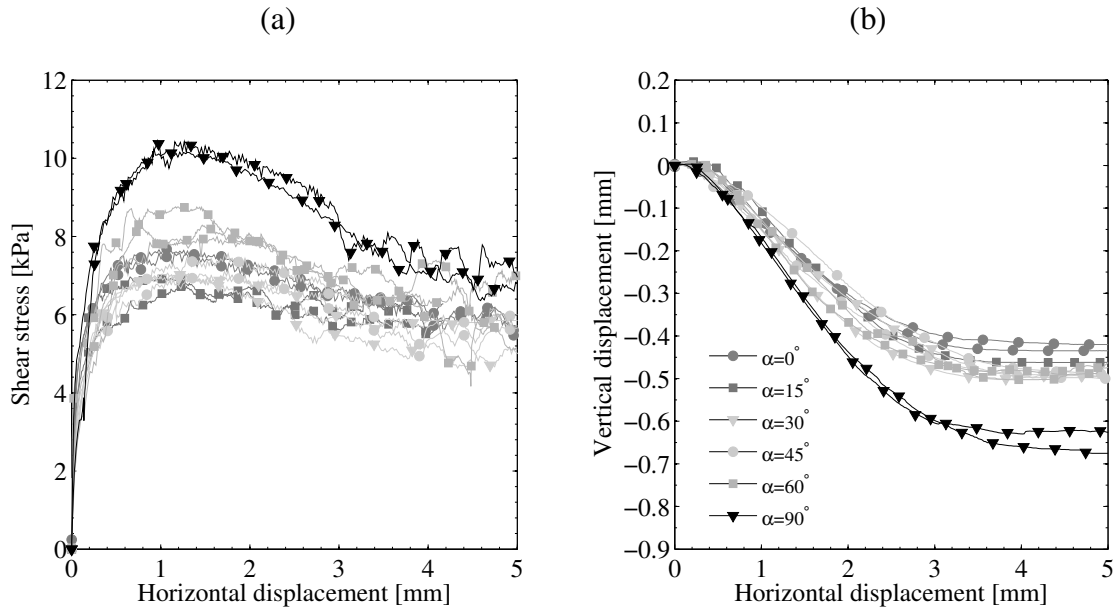 (a)
(b)
12
10
8
6
4
2
0
Shear stress [kPa]
0 1 2 3 4 5
Horizontal displacement [mm]
0.2
0.1
0
−0.1
−0.2
−0.3
−0.4
−0.5
−0.6
−0.7
−0.8
−0.9
Vertical displacement [mm]
α=0°
α=15°
α=30°
α=45°
α=60°
α=90°
0 1 2 3 4 5
Horizontal displacement [mm]